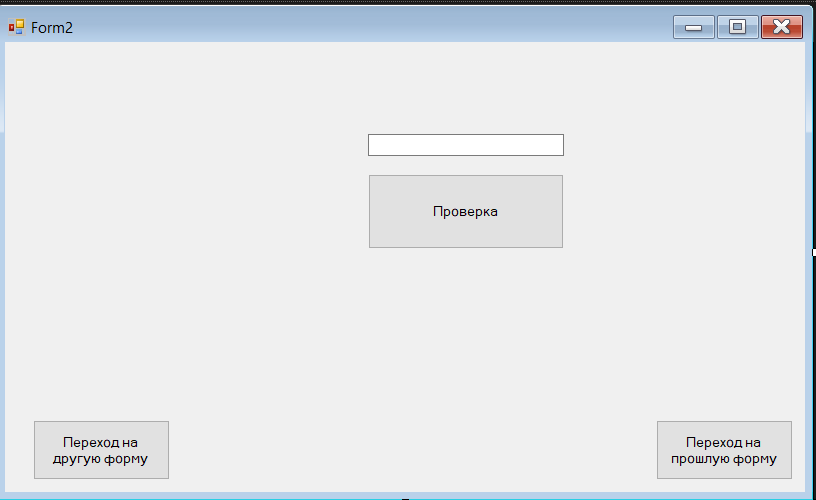 Form2
Проверка
Переход на
другую форму
Переход на
прошлую форму